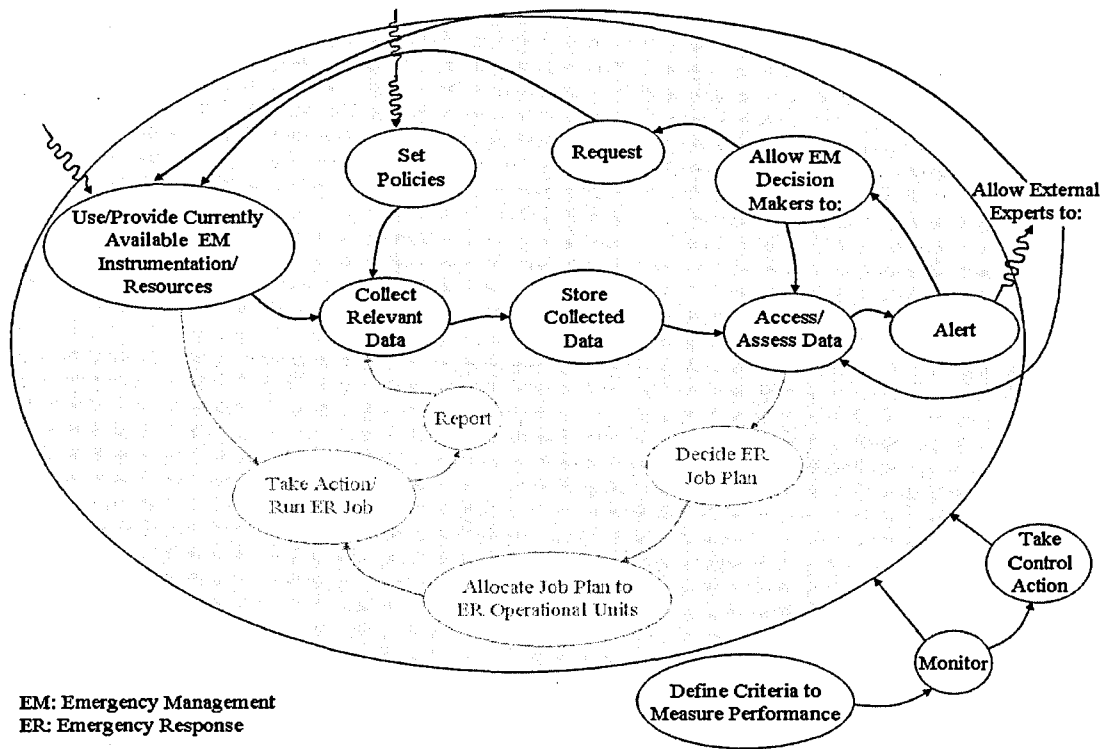 Set
Policies
Request
Allow EM
Decision
Makers to:
Allow External
Experts to:
Use/Provide Currently
Available EM
Instrumentation/
Resources
Collect
Relevant
Data
Store
Collected
Data
Access/
Assess Data
Alert
Report
Decide ER
Job Plan
Take Action/
Run ER Job
Allocate Job Plan to
ER Operational Units
Take
Control
Action
Monitor
Define Criteria to
Measure Performance
EM: Emergency Management
ER: Emergency Response